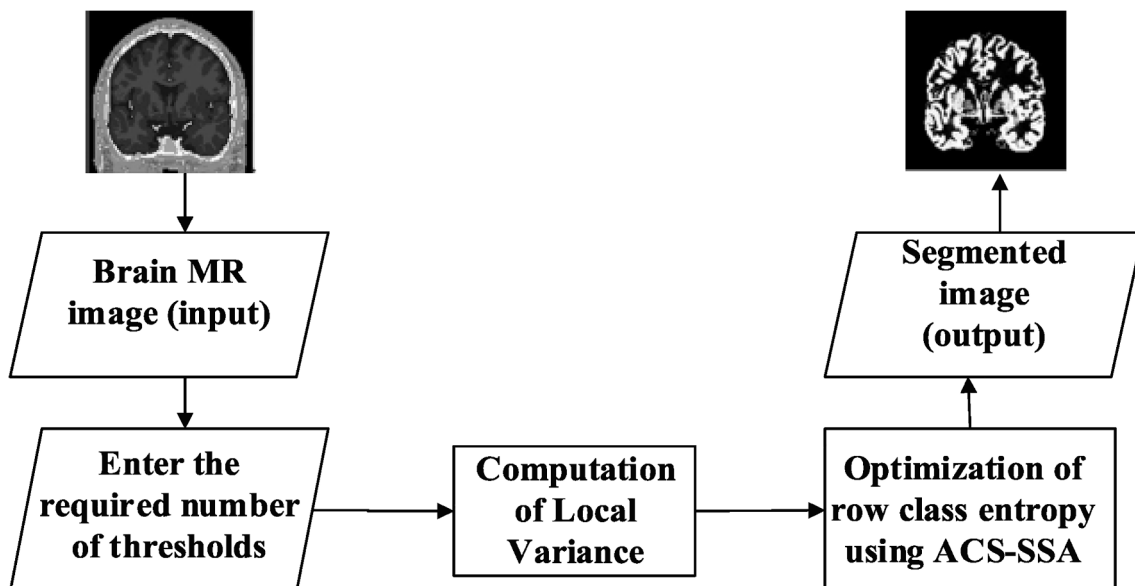 Brain MR
image (input)
Enter the
required number
of thresholds
Computation
of Local
Variance
Optimization of
row class entropy
using ACS-SSA
Segmented
image
(output)